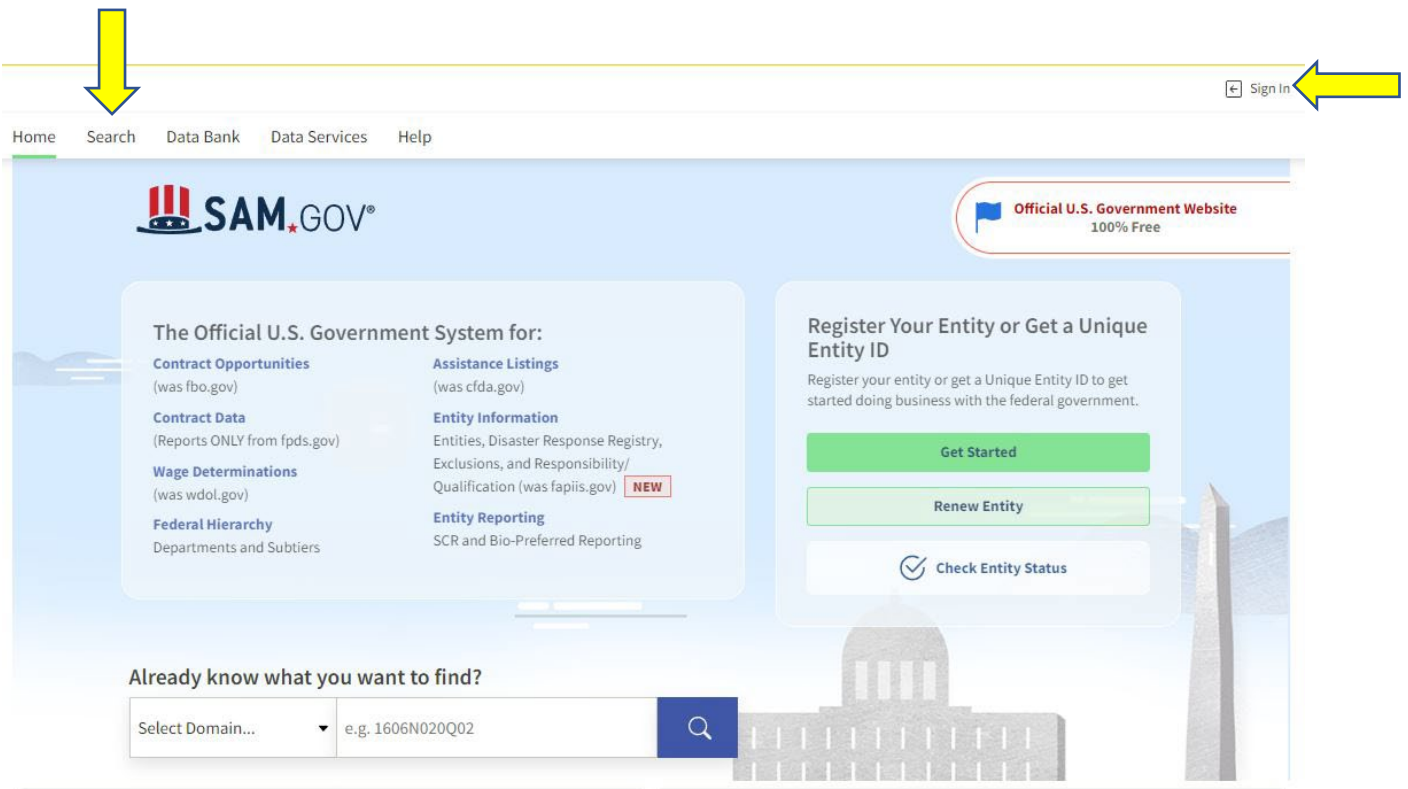 Sign In
Home Search Data Bank Data Services Help
SAM.GOV®
Official U.S. Government Website
100% Free
The Official U.S. Government System for:
Contract Opportunities
(was fbo.gov)
Contract Data
(Reports ONLY from fpds.gov)
Wage Determinations
(was wdol.gov)
Federal Hierarchy
Departments and Subtiers
Assistance Listings
(was cfda.gov)
Entity Information
Entities, Disaster Response Registry,
Exclusions, and Responsibility/
Qualification (was fapiis.gov) NEW
Entity Reporting
SCR and Bio-Preferred Reporting
Register Your Entity or Get a Unique
Entity ID
Register your entity or get a Unique Entity ID to get
started doing business with the federal government.
Get Started
Renew Entity
Check Entity Status
Already know what you want to find?
Select Domain... e.g. 1606N020Q02